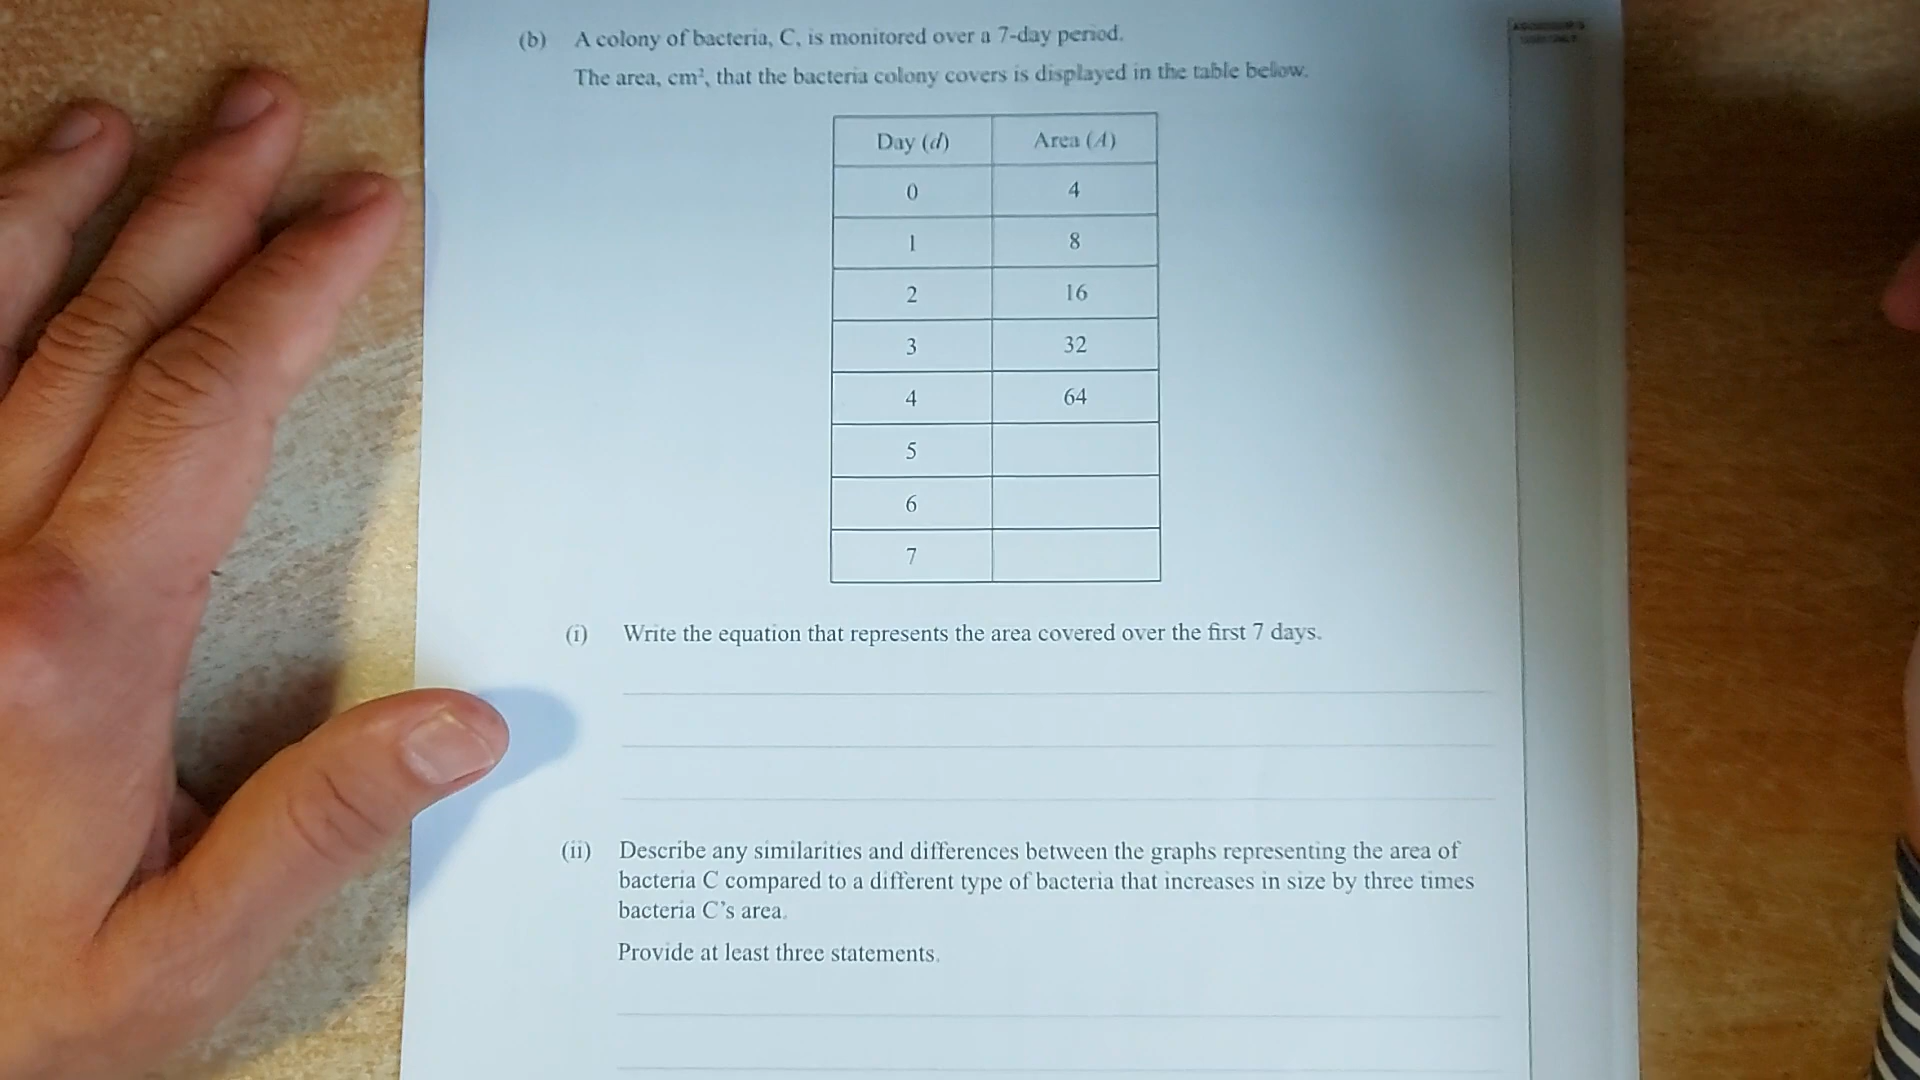 (b) A colony of bacteria, C, is monitored over a 7-day period.
The area, cm², that the bacteria colony covers is displayed in the table below.
Day (d) Area (A)
0 4
1 8
2 16
3 32
4 64
5
6
7
(i) Write the equation that represents the area covered over the first 7 days.
(ii) Describe any similarities and differences between the graphs representing the area of
bacteria C compared to a different type of bacteria that increases in size by three times
bacteria C's area.
Provide at least three statements.